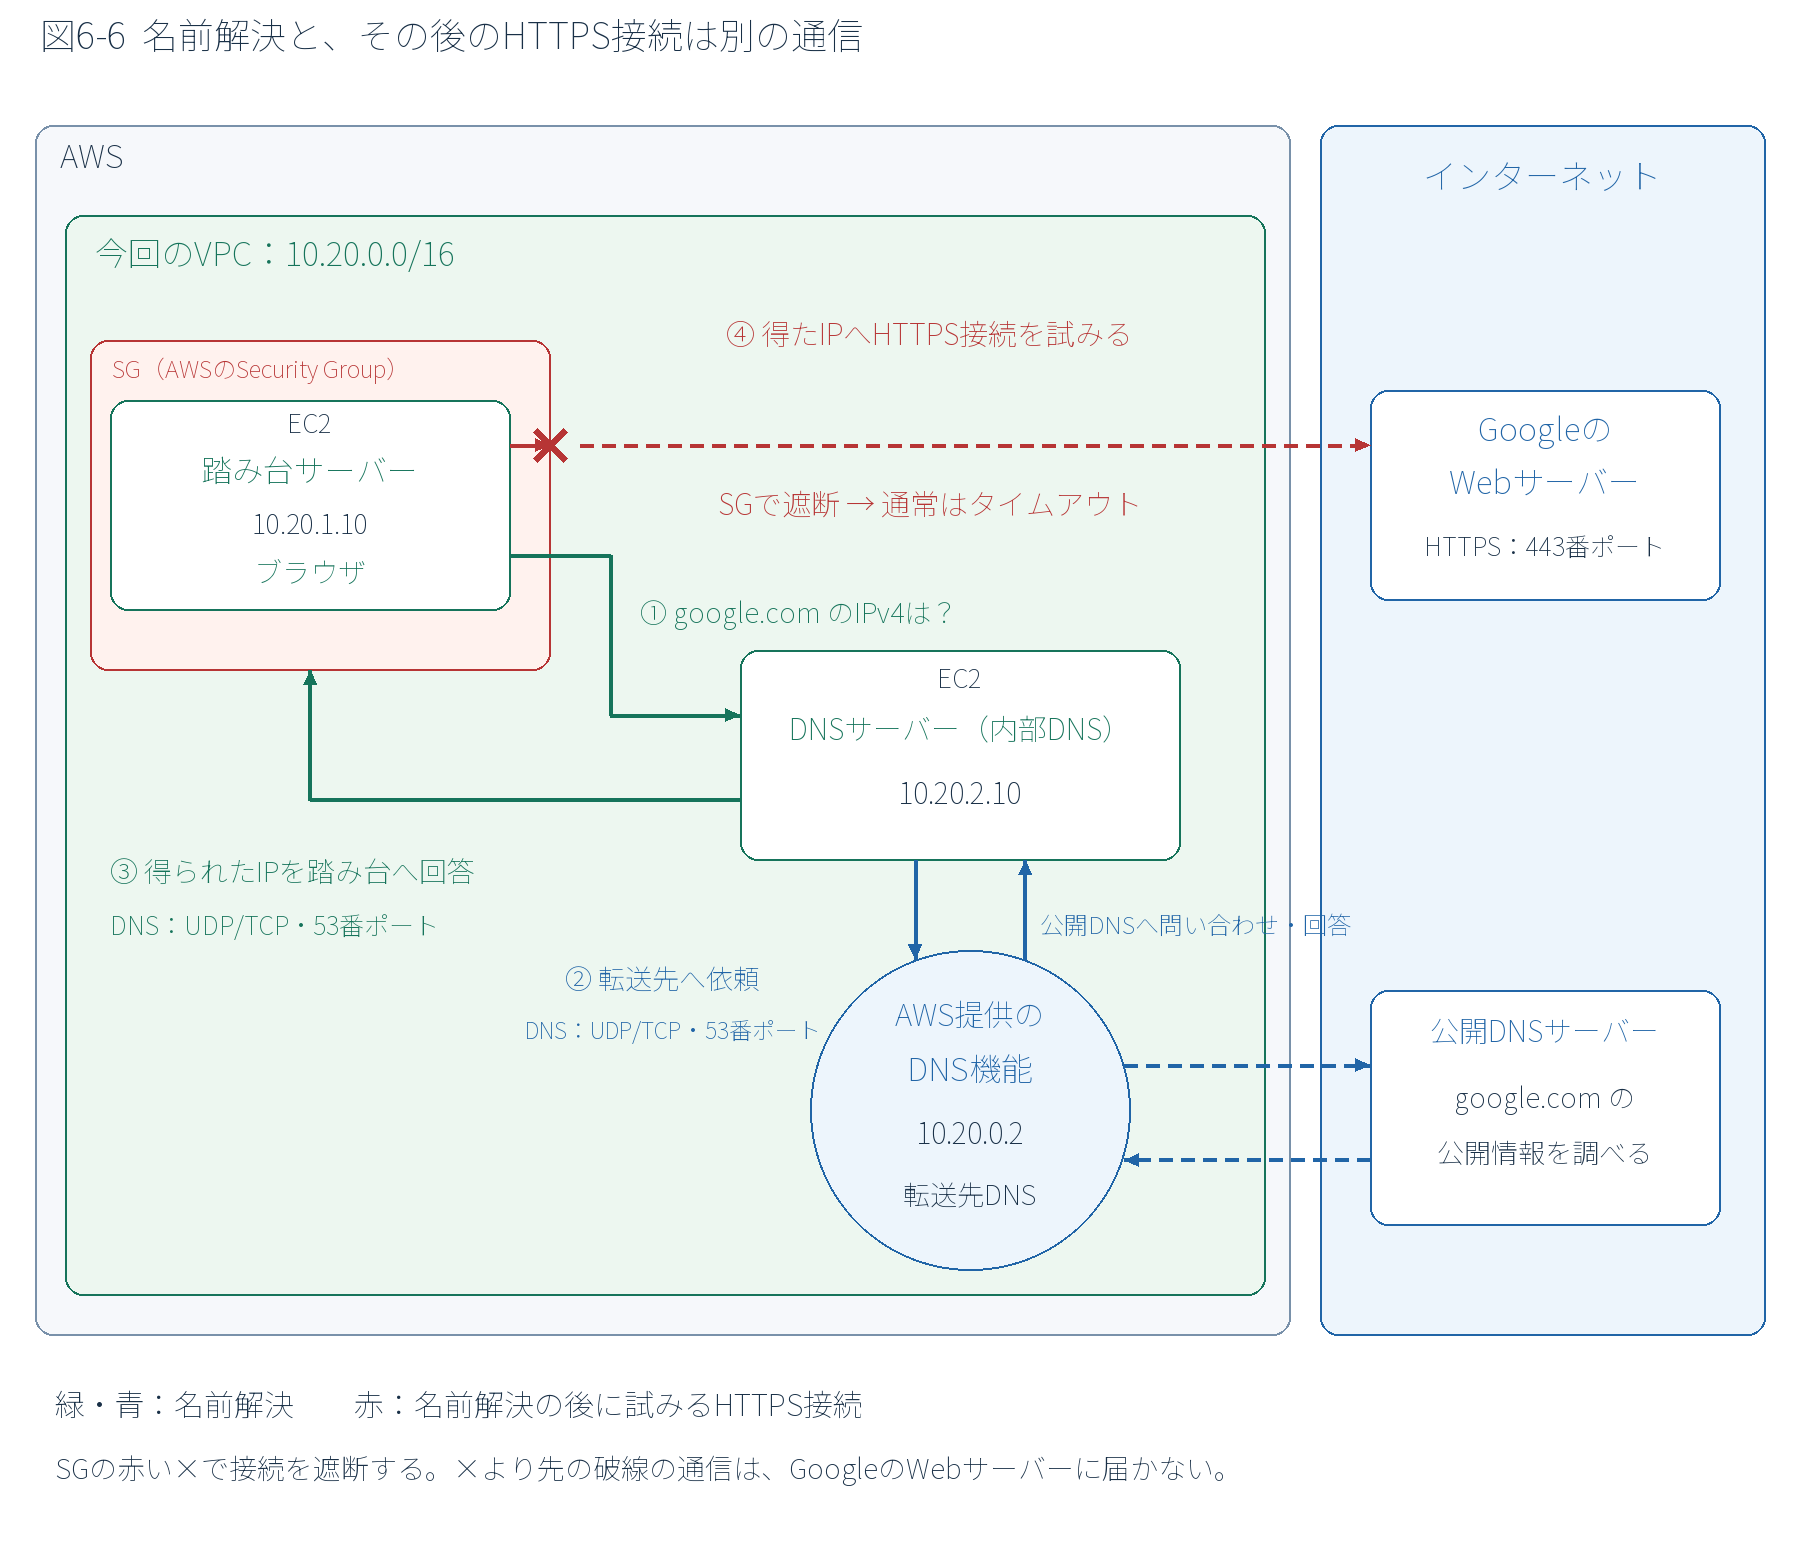 図6-6 名前解決と、その後のHTTPS接続は別の通信
AWS
インターネット
今回のVPC：10.20.0.0/16
④ 得たIPへHTTPS接続を試みる
SG（AWSのSecurity Group）
EC2
踏み台サーバー
10.20.1.10
ブラウザ
Googleの
Webサーバー
HTTPS：443番ポート
SGで遮断 → 通常はタイムアウト
① google.com のIPv4は？
EC2
DNSサーバー（内部DNS）
10.20.2.10
③ 得られたIPを踏み台へ回答
DNS：UDP/TCP・53番ポート
公開DNSへ問い合わせ・回答
② 転送先へ依頼
DNS：UDP/TCP・53番ポート
AWS提供の
DNS機能
10.20.0.2
転送先DNS
公開DNSサーバー
google.com の
公開情報を調べる
緑・青：名前解決　　赤：名前解決の後に試みるHTTPS接続
SGの赤い×で接続を遮断する。×より先の破線の通信は、GoogleのWebサーバーに届かない。